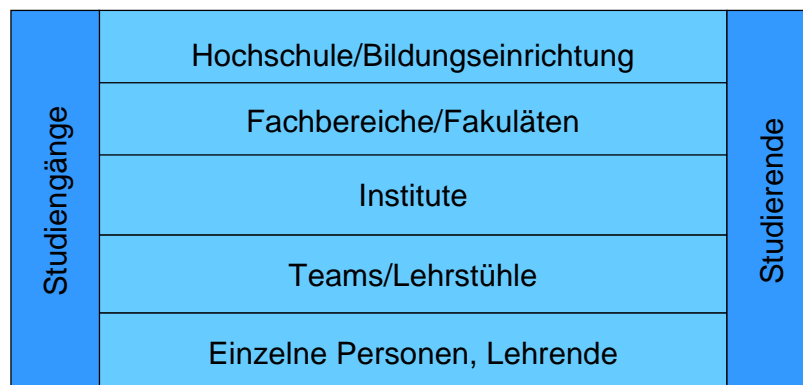 Studiengänge
Hochschule/Bildungseinrichtung
Fachbereiche/Fakuläten
Institute
Teams/Lehrstühle
Einzelne Personen, Lehrende
Studierende